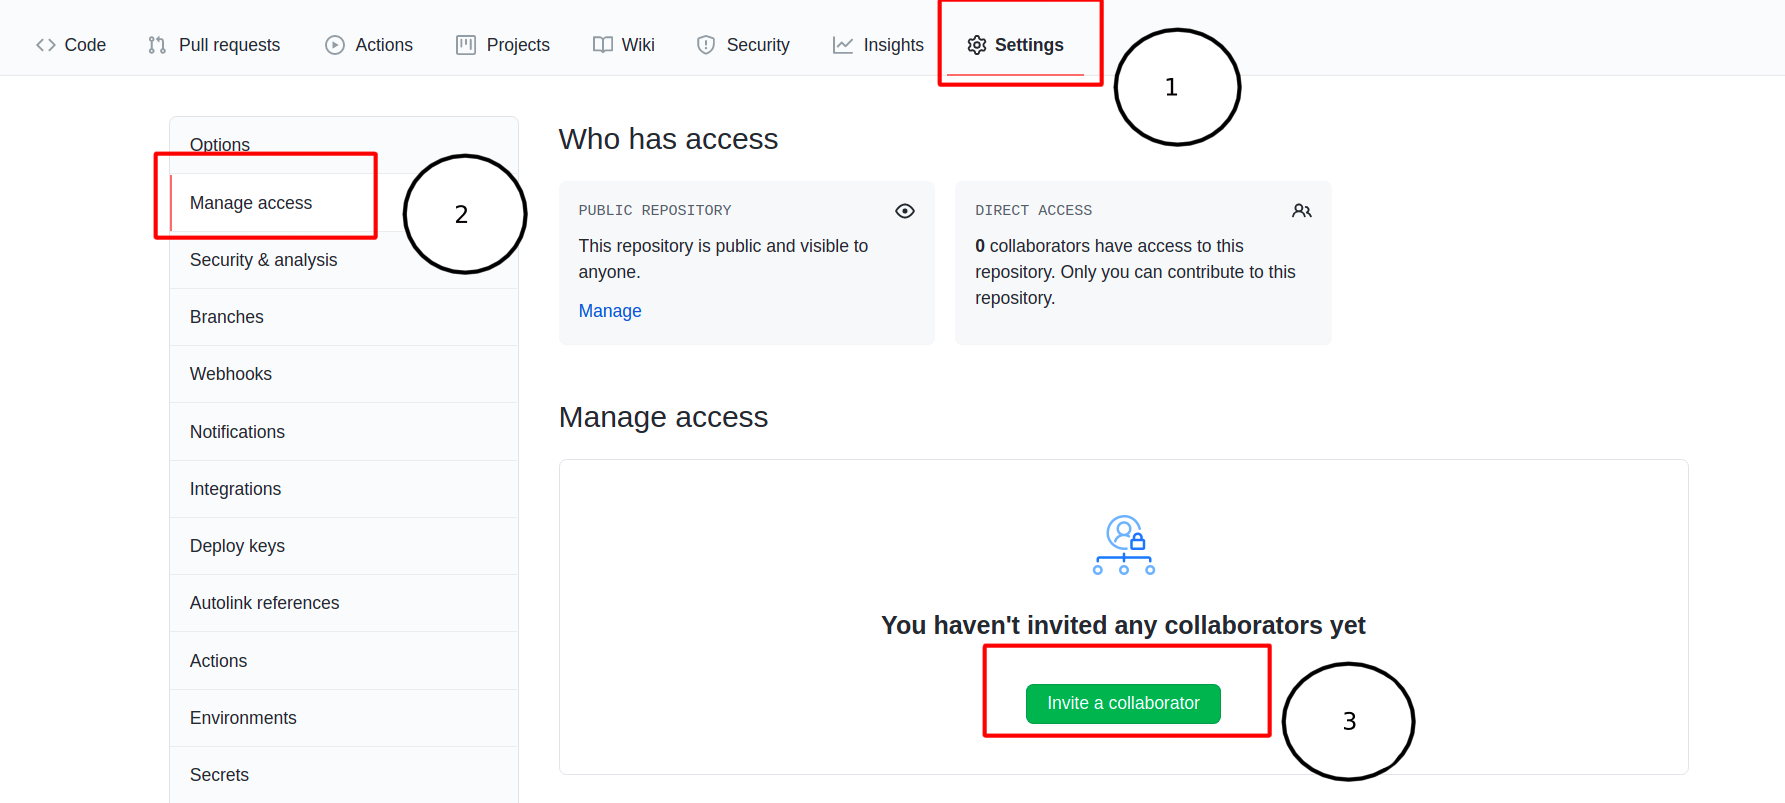 Code Pull requests Actions Projects Wiki Security Insights Settings
1
Options
Manage access
2
Security & analysis
Branches
Webhooks
Notifications
Integrations
Deploy keys
Autolink references
Actions
Environments
Secrets
Who has access
PUBLIC REPOSITORY
This repository is public and visible to
anyone.
Manage
DIRECT ACCESS
0 collaborators have access to this
repository. Only you can contribute to this
repository.
Manage access
You haven't invited any collaborators yet
Invite a collaborator
3